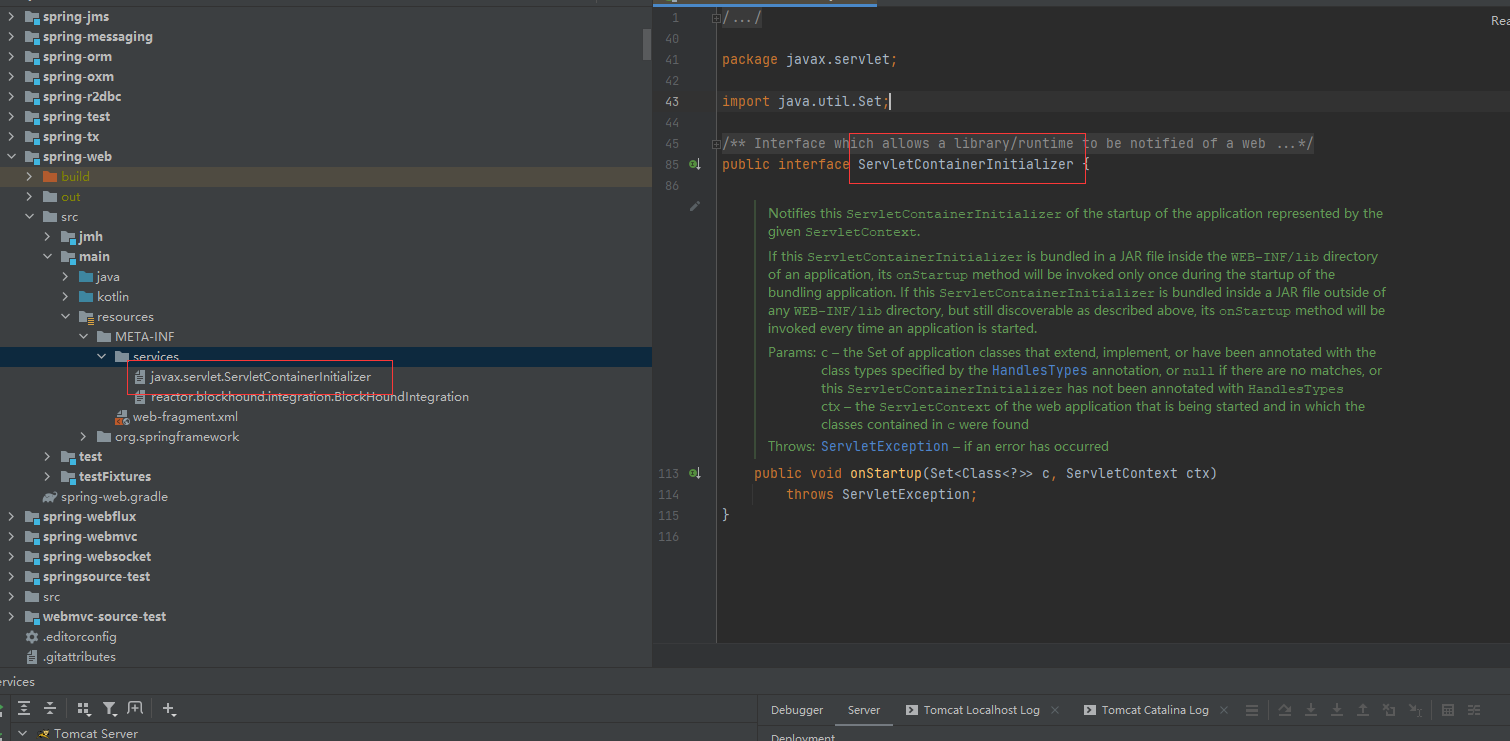 spring-jms
spring-messaging
spring-orm
spring-oxm
spring-r2dbc
spring-test
spring-tx
spring-web
build
out
src
jmh
main
java
kotlin
resources
META-INF
services
javax.servlet.ServletContainerInitializer
reactor.blockhound.integration.BlockHoundIntegration
web-fragment.xml
org.springframework
test
testFixtures
spring-web.gradle
spring-webflux
spring-webmvc
spring-websocket
springsource-test
src
webmvc-source-test
.editorconfig
.gitattributes
1 /.../
40
41 package javax.servlet;
42
43 import java.util.Set;
44
45 /** Interface which allows a library/runtime to be notified of a web ...*/
85 public interface ServletContainerInitializer {
86
Notifies this ServletContainerInitializer of the startup of the application represented by the
given ServletContext.
If this ServletContainerInitializer is bundled in a JAR file inside the WEB-INF/lib directory
of an application, its onStartup method will be invoked only once during the startup of the
bundling application. If this ServletContainerInitializer is bundled inside a JAR file outside of
any WEB-INF/lib directory, but still discoverable as described above, its onStartup method will be
invoked every time an application is started.
Params: c – the Set of application classes that extend, implement, or have been annotated with the
class types specified by the HandlesTypes annotation, or null if there are no matches, or
this ServletContainerInitializer has not been annotated with HandlesTypes
ctx – the ServletContext of the web application that is being started and in which the
classes contained in c were found
Throws: ServletException – if an error has occurred
113 public void onStartup(Set<Class<?>> c, ServletContext ctx)
114 throws ServletException;
115 }
116
Rea
ervices
Tomcat Server
Debugger Server Tomcat Localhost Log Tomcat Catalina Log
Deployment